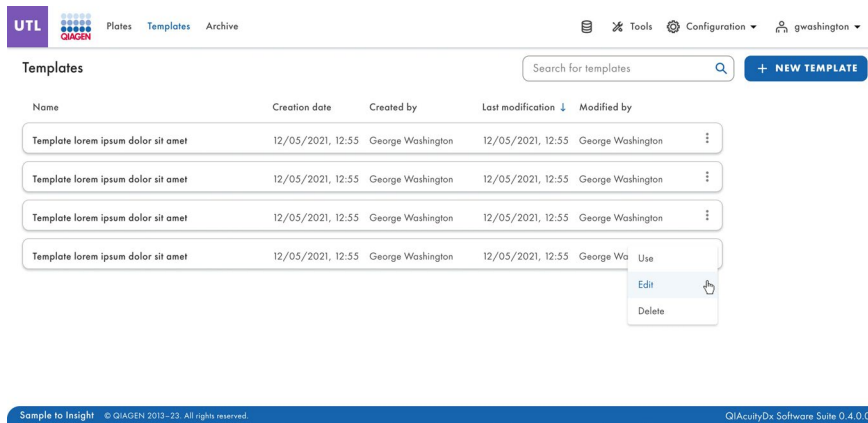 UTL QIAGEN Plates Templates Archive Tools Configuration gwashington
Templates Search for templates + NEW TEMPLATE
Name Creation date Created by Last modification ↓ Modified by
Template lorem ipsum dolor sit amet 12/05/2021, 12:55 George Washington 12/05/2021, 12:55 George Washington
Template lorem ipsum dolor sit amet 12/05/2021, 12:55 George Washington 12/05/2021, 12:55 George Washington
Template lorem ipsum dolor sit amet 12/05/2021, 12:55 George Washington 12/05/2021, 12:55 George Washington
Template lorem ipsum dolor sit amet 12/05/2021, 12:55 George Washington 12/05/2021, 12:55 George Wa
Use
Edit
Delete
Sample to Insight © QIAGEN 2013–23. All rights reserved. QIAcuityDx Software Suite 0.4.0.0